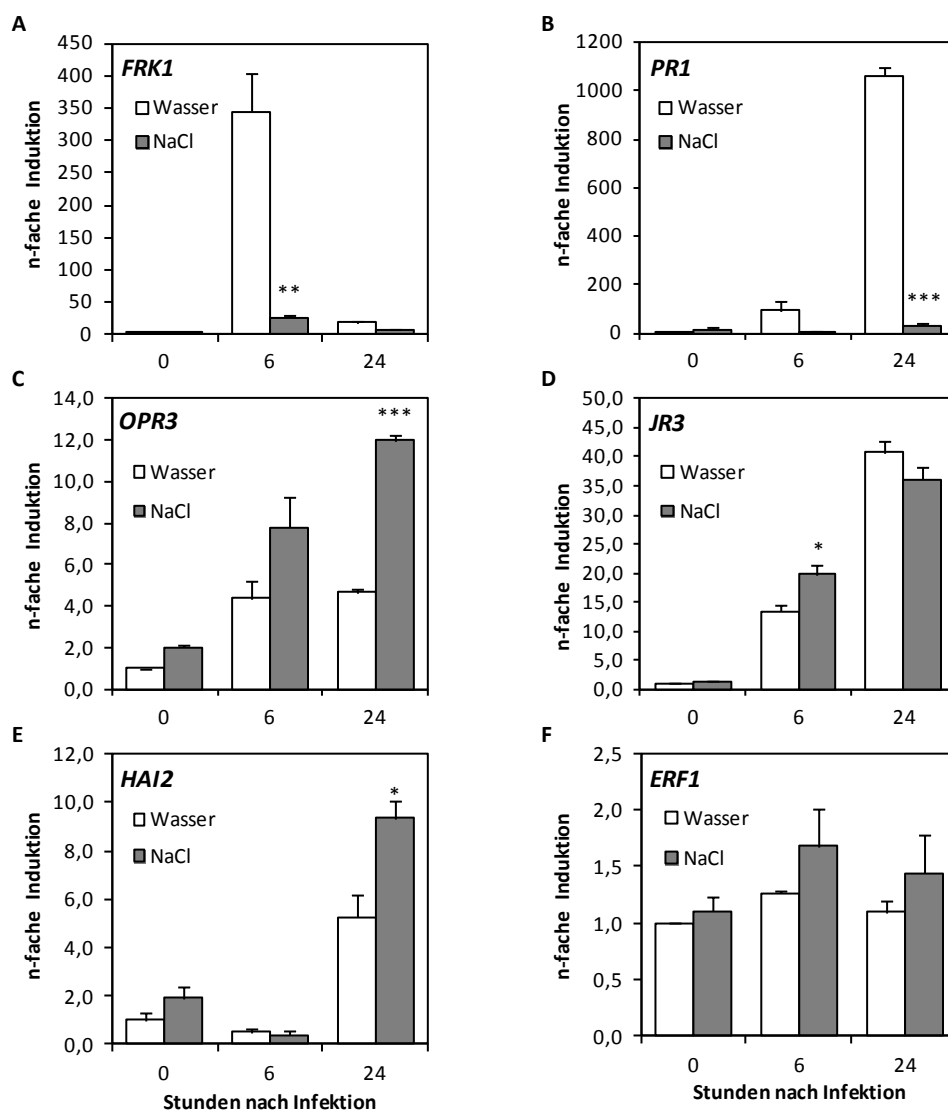 A
FRK1
Wasser
NaCl
n-fache Induktion
450
400
350
300
250
200
150
100
50
0
**
0 6 24
B
PR1
Wasser
NaCl
n-fache Induktion
1200
1000
800
600
400
200
0
***
0 6 24
C
OPR3
Wasser
NaCl
n-fache Induktion
14,0
12,0
10,0
8,0
6,0
4,0
2,0
0,0
***
0 6 24
D
JR3
Wasser
NaCl
n-fache Induktion
50,0
45,0
40,0
35,0
30,0
25,0
20,0
15,0
10,0
5,0
0,0
*
0 6 24
E
HAI2
Wasser
NaCl
n-fache Induktion
12,0
10,0
8,0
6,0
4,0
2,0
0,0
*
0 6 24
Stunden nach Infektion
F
ERF1
Wasser
NaCl
n-fache Induktion
2,5
2,0
1,5
1,0
0,5
0,0
0 6 24
Stunden nach Infektion